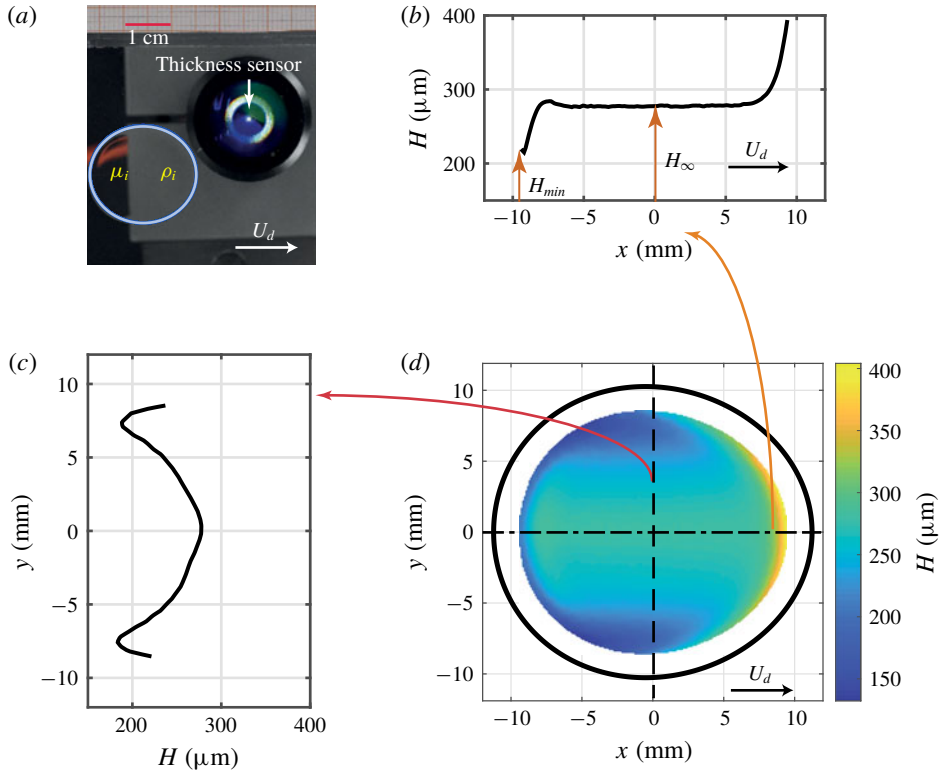 (a)
1 cm
Thickness sensor
μi ρi
Ud
(b)
400
300
200
H (μm)
Hmin
H∞
Ud
−10 −5 0 5 10
x (mm)
(c)
10
5
0
−5
−10
y (mm)
200 300 400
H (μm)
(d)
10
5
0
−5
−10
y (mm)
Ud
−10 −5 0 5 10
x (mm)
400
350
300
250
200
150
H (μm)